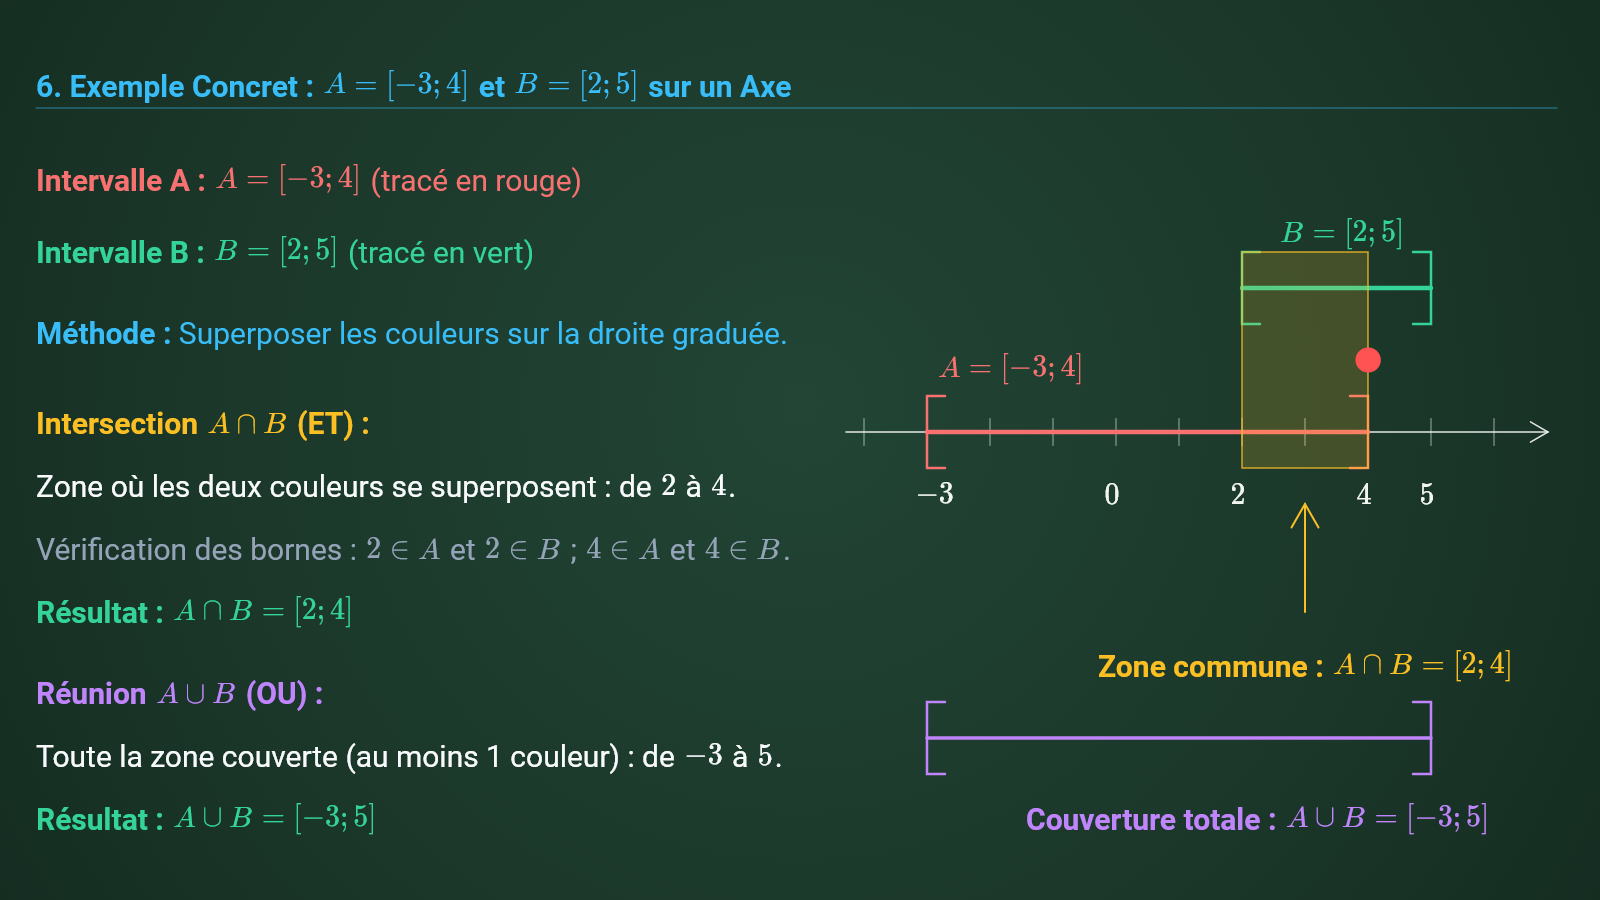 6. Exemple Concret : A = [−3; 4] et B = [2; 5] sur un Axe
Intervalle A : A = [−3; 4] (tracé en rouge)
Intervalle B : B = [2; 5] (tracé en vert)
Méthode : Superposer les couleurs sur la droite graduée.
Intersection A ∩ B (ET) :
Zone où les deux couleurs se superposent : de 2 à 4.
Vérification des bornes : 2 ∈ A et 2 ∈ B ; 4 ∈ A et 4 ∈ B.
Résultat : A ∩ B = [2; 4]
Réunion A ∪ B (OU) :
Toute la zone couverte (au moins 1 couleur) : de −3 à 5.
Résultat : A ∪ B = [−3; 5]
B = [2; 5]
A = [−3; 4]
−3 0 2 4 5
Zone commune : A ∩ B = [2; 4]
Couverture totale : A ∪ B = [−3; 5]